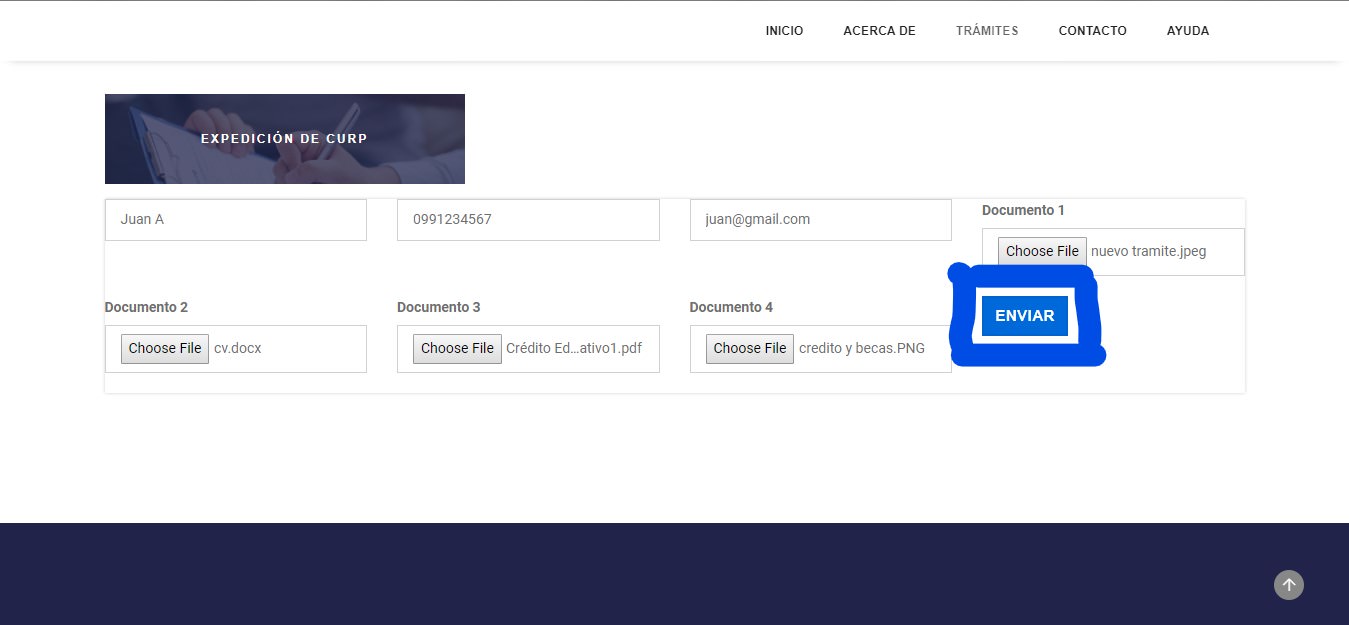 INICIO ACERCA DE TRÁMITES CONTACTO AYUDA
EXPEDICIÓN DE CURP
Juan A 0991234567 juan@gmail.com
Documento 1
Choose File nuevo tramite.jpeg
Documento 2 Documento 3 Documento 4
ENVIAR
Choose File cv.docx Choose File Crédito Ed...ativo1.pdf Choose File credito y becas.PNG